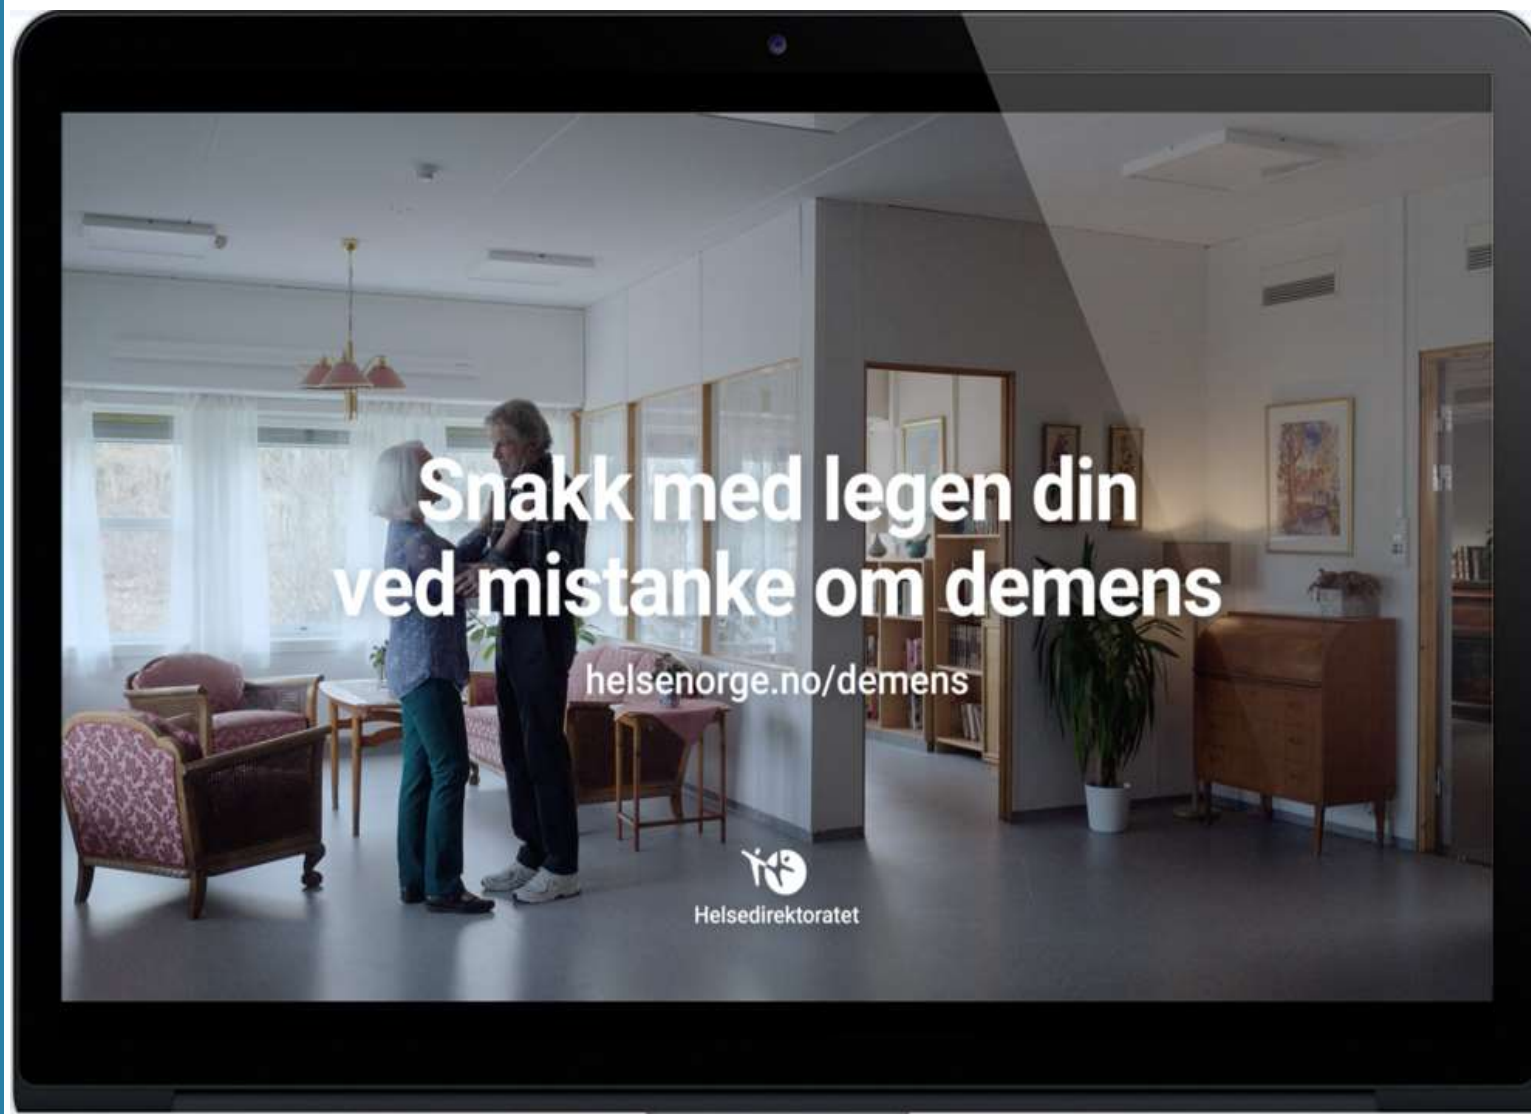 Snakk med legen din
ved mistanke om demens
helsenorge.no/demens
Helsedirektoratet